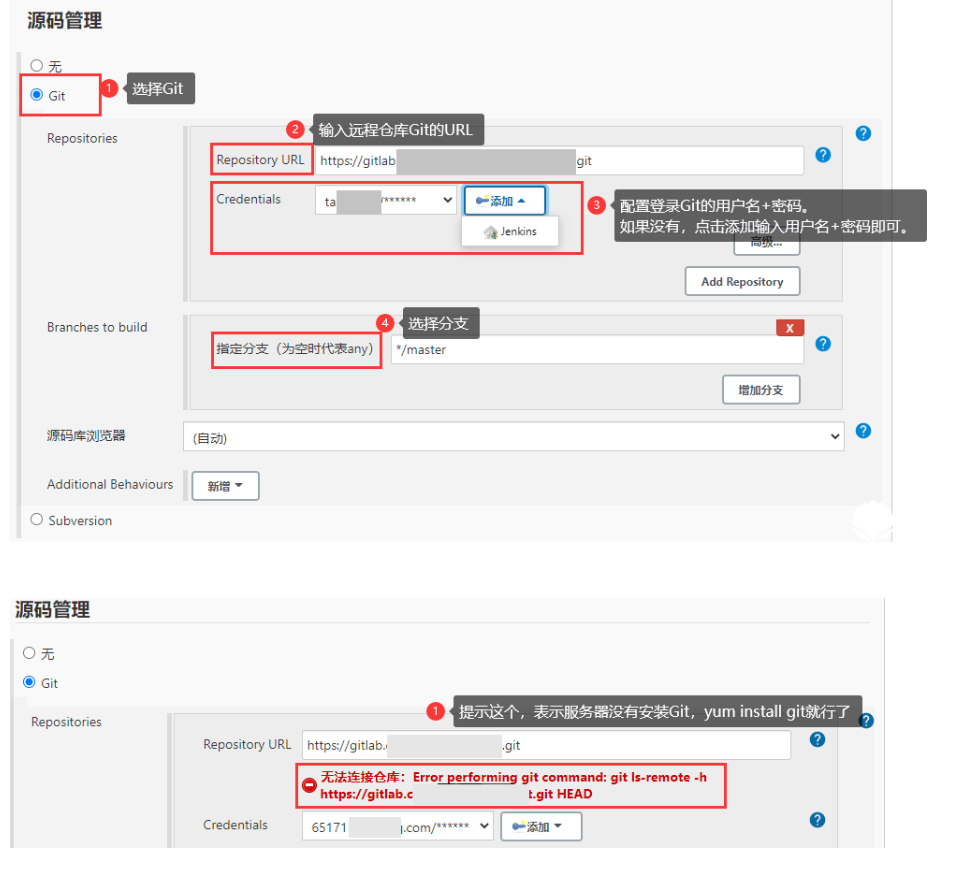 源码管理
无
Git
1
选择Git
Repositories
2
输入远程仓库Git的URL
Repository URL
https://gitlab
git
Credentials
ta
/******
添加
Jenkins
3
配置登录Git的用户名+密码。
如果没有，点击添加输入用户名+密码即可。
高级...
Add Repository
Branches to build
4
选择分支
X
指定分支（为空时代表any）
*/master
增加分支
源码库浏览器
(自动)
Additional Behaviours
新增
Subversion
源码管理
无
Git
Repositories
1
提示这个，表示服务器没有安装Git，yum install git就行了
Repository URL
https://gitlab.
.git
无法连接仓库：Error performing git command: git ls-remote -h
https://gitlab.c
t.git HEAD
Credentials
65171
.com/******
添加